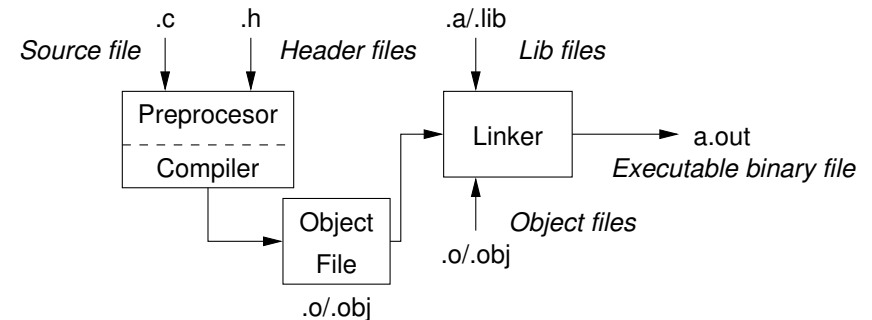 .c
.h
.a/.lib
Source file
Header files
Lib files
Preprocesor
Compiler
Linker
a.out
Executable binary file
Object
File
.o/.obj
Object files
.o/.obj